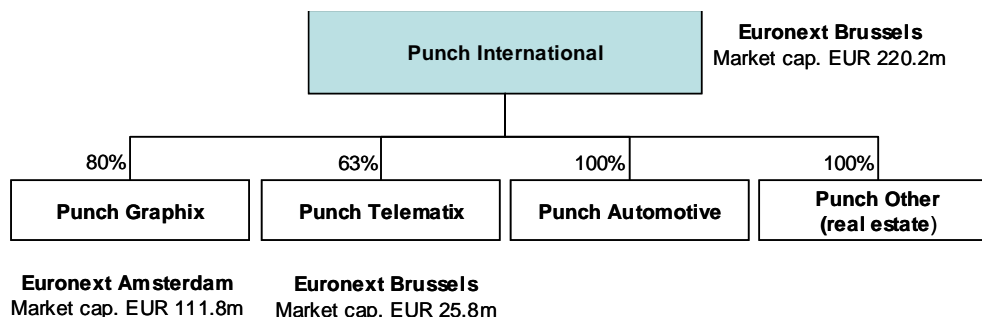 Punch International
Euronext Brussels
Market cap. EUR 220.2m
80%
63%
100%
100%
Punch Graphix
Punch Telematix
Punch Automotive
Punch Other
(real estate)
Euronext Amsterdam
Market cap. EUR 111.8m
Euronext Brussels
Market cap. EUR 25.8m